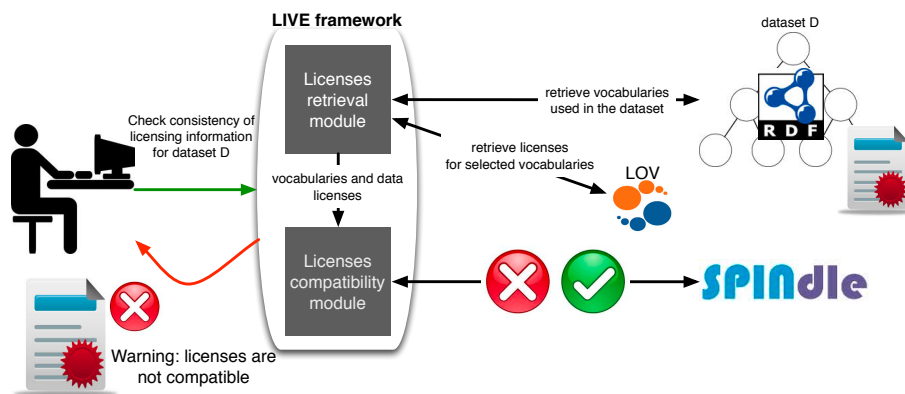 LIVE framework
dataset D
Licenses
retrieval
module
retrieve vocabularies
used in the dataset
RDF
Check consistency of
licensing information
for dataset D
retrieve licenses
for selected vocabularies
LOV
vocabularies and data
licenses
Licenses
compatibility
module
SPINdle
Warning: licenses are
not compatible